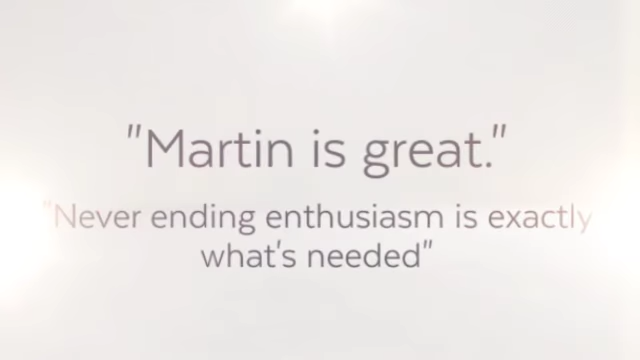 "Martin is great."
"Never ending enthusiasm is exactly
what's needed"